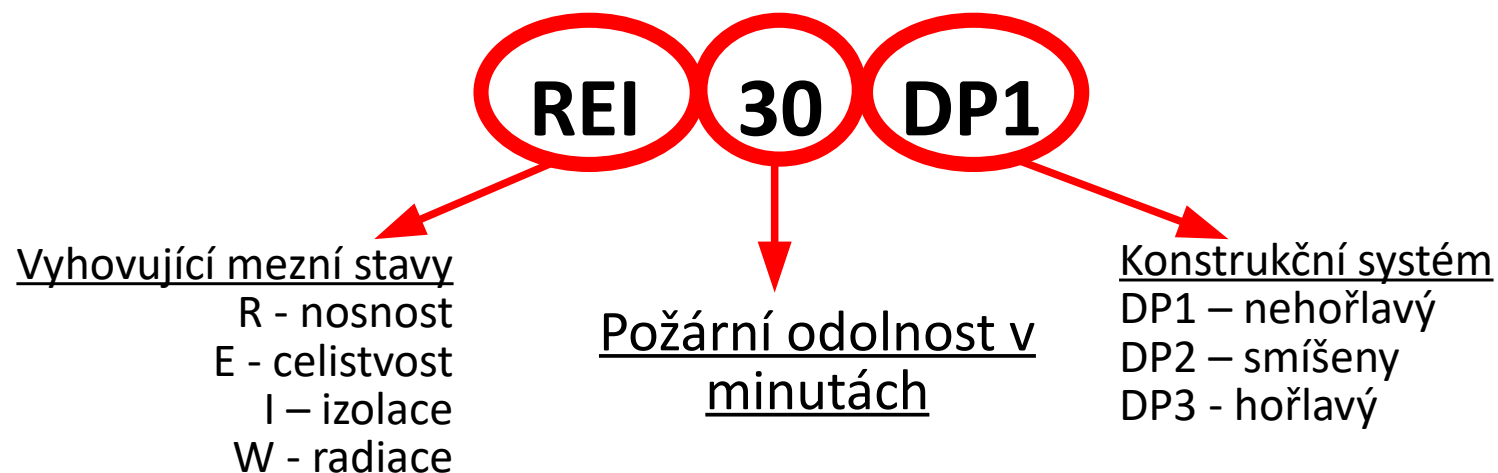 REI 30 DP1
Vyhovující mezní stavy
R - nosnost
E - celistvost
I – izolace
W - radiace
Požární odolnost v
minutách
Konstrukční systém
DP1 – nehořlavý
DP2 – smíšeny
DP3 - hořlavý